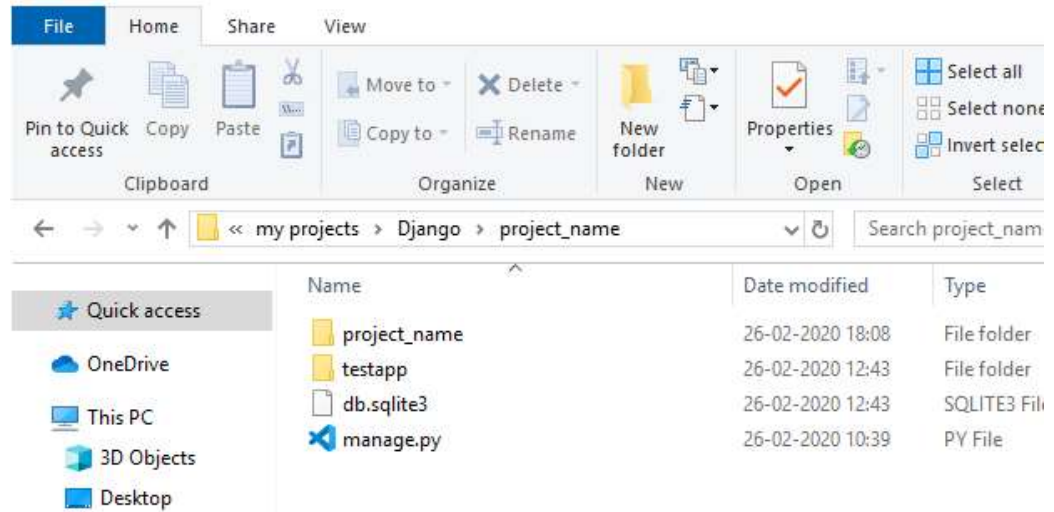 File Home Share View
Pin to Quick access
Copy
Paste
Move to
Copy to
Delete
Rename
New folder
Properties
Select all
Select none
Invert selec
Clipboard Organize New Open Select
« my projects > Django > project_name
Search project_nam
Name Date modified Type
Quick access
OneDrive
This PC
3D Objects
Desktop
project_name 26-02-2020 18:08 File folder
testapp 26-02-2020 12:43 File folder
db.sqlite3 26-02-2020 12:43 SQLITE3 File
manage.py 26-02-2020 10:39 PY File